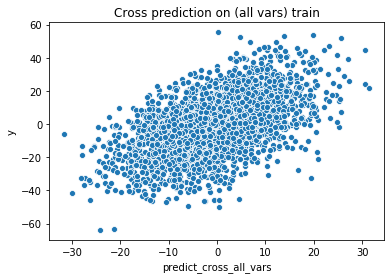 Cross prediction on (all vars) train
60
40
20
0
−20
−40
−60
y
−30 −20 −10 0 10 20 30
predict_cross_all_vars